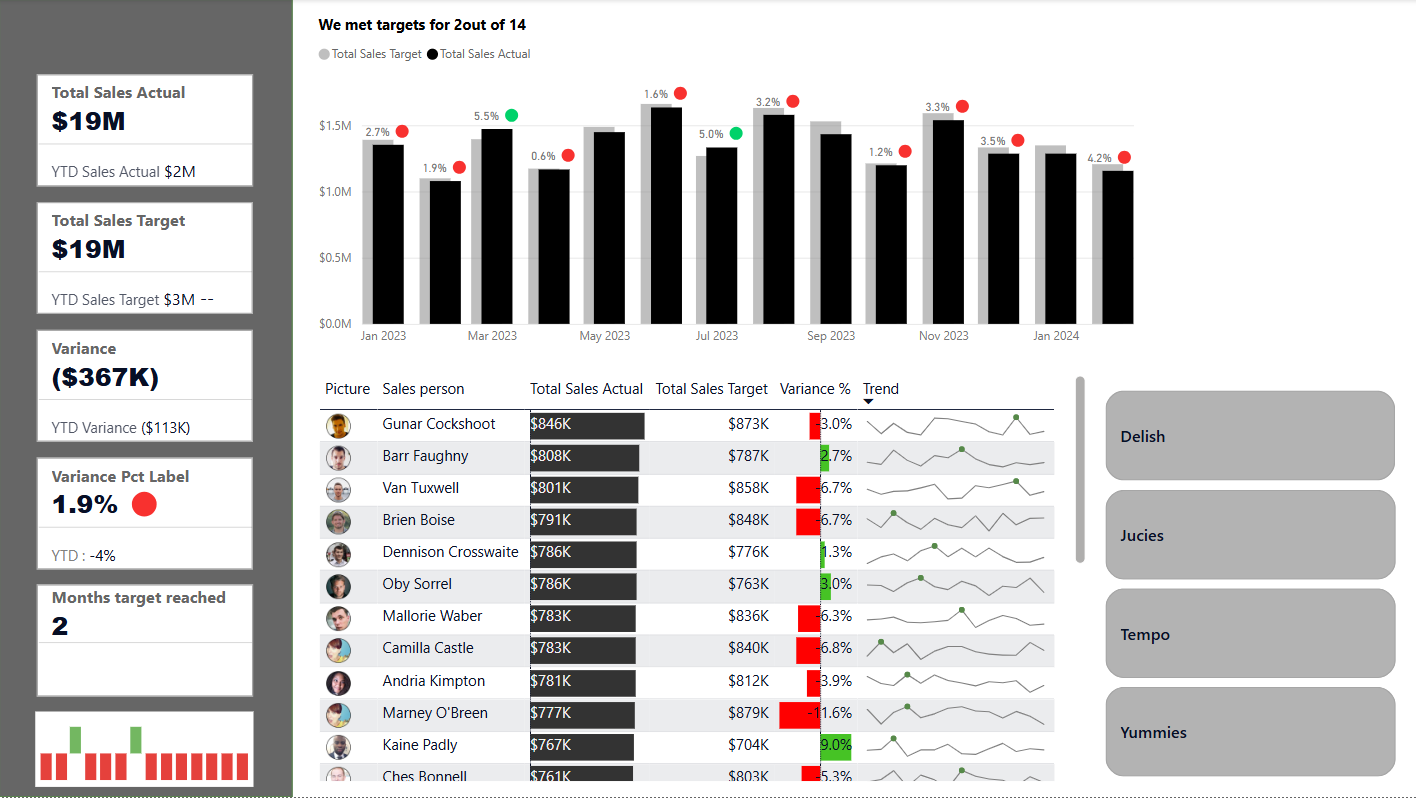 Total Sales Actual
$19M
YTD Sales Actual $2M
Total Sales Target
$19M
YTD Sales Target $3M --
Variance
($367K)
YTD Variance ($113K)
Variance Pct Label
1.9%
YTD : -4%
Months target reached
2
We met targets for 2out of 14
Total Sales Target Total Sales Actual
$1.5M
$1.0M
$0.5M
$0.0M
2.7% 1.9% 5.5% 0.6% 1.6% 5.0% 3.2% 1.2% 3.3% 3.5% 4.2%
Jan 2023 Mar 2023 May 2023 Jul 2023 Sep 2023 Nov 2023 Jan 2024
Picture Sales person Total Sales Actual Total Sales Target Variance % Trend
Gunar Cockshoot $846K $873K -3.0%
Barr Faughny $808K $787K 2.7%
Van Tuxwell $801K $858K -6.7%
Brien Boise $791K $848K -6.7%
Dennison Crosswaite $786K $776K 1.3%
Oby Sorrel $786K $763K 3.0%
Mallorie Waber $783K $836K -6.3%
Camilla Castle $783K $840K -6.8%
Andria Kimpton $781K $812K -3.9%
Marney O'Breen $777K $879K -11.6%
Kaine Padly $767K $704K 9.0%
Ches Bonnell $761K $803K -5.3%
Delish
Jucies
Tempo
Yummies